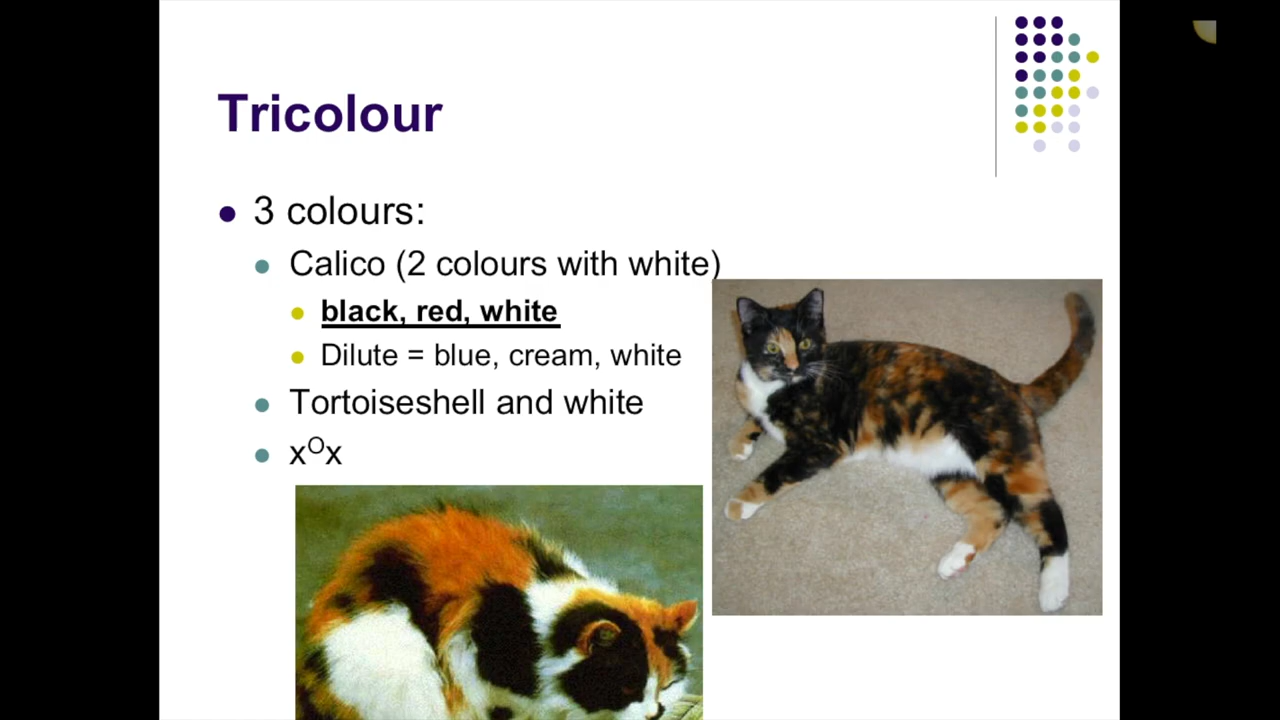 Tricolour
3 colours:
Calico (2 colours with white)
black, red, white
Dilute = blue, cream, white
Tortoiseshell and white
xᴼx